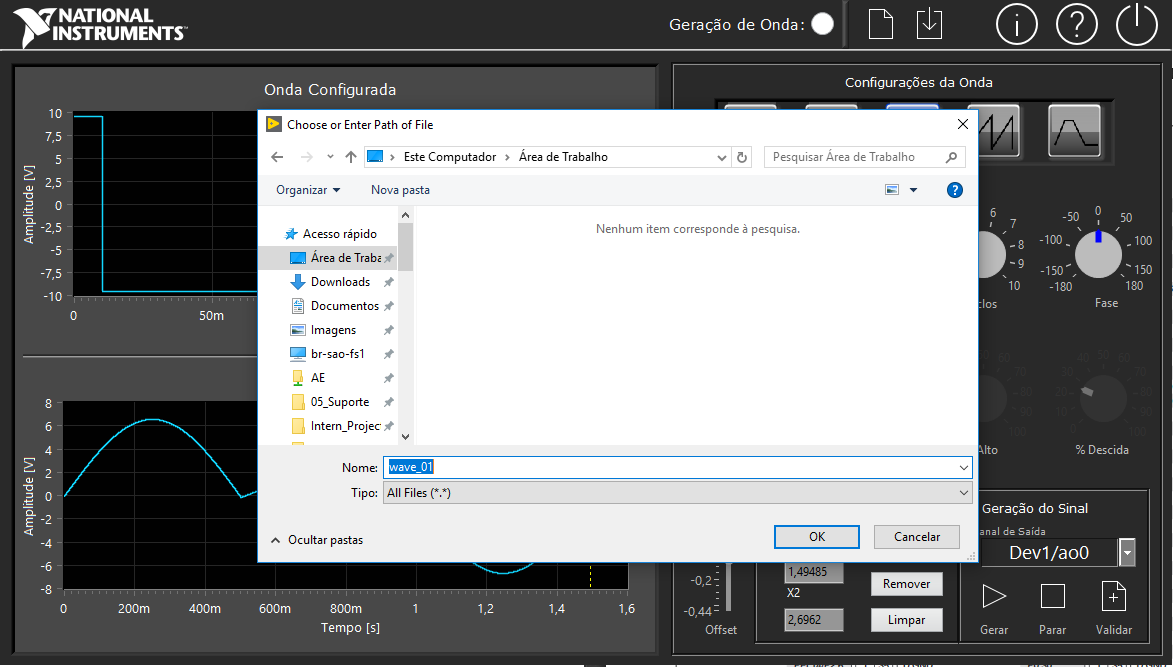 NATIONAL
INSTRUMENTS™
Geração de Onda:
Onda Configurada
Configurações da Onda
Amplitude [V]
10
7,5
5
2,5
0
-2,5
-5
-7,5
-10
0
50m
Choose or Enter Path of File
Este Computador
Área de Trabalho
Pesquisar Área de Trabalho
Organizar
Nova pasta
Acesso rápido
Área de Traba
Downloads
Documentos
Imagens
br-sao-fs1
AE
05_Suporte
Intern_Projec
Nenhum item corresponde à pesquisa.
Nome:
wave_01
Tipo:
All Files (*.*)
Ocultar pastas
OK
Cancelar
6
7
8
9
10
clos
-50
0
50
-100
100
-150
150
-180
180
Fase
Alto
40
50
60
% Descida
Amplitude [V]
8
6
4
2
0
-2
-4
-6
-8
0
200m
400m
600m
800m
1
1,2
1,4
1,6
Tempo [s]
-0,2
-0,44
Offset
1,49485
X2
2,6962
Remover
Limpar
Geração do Sinal
anal de Saída
Dev1/ao0
Gerar
Parar
Validar